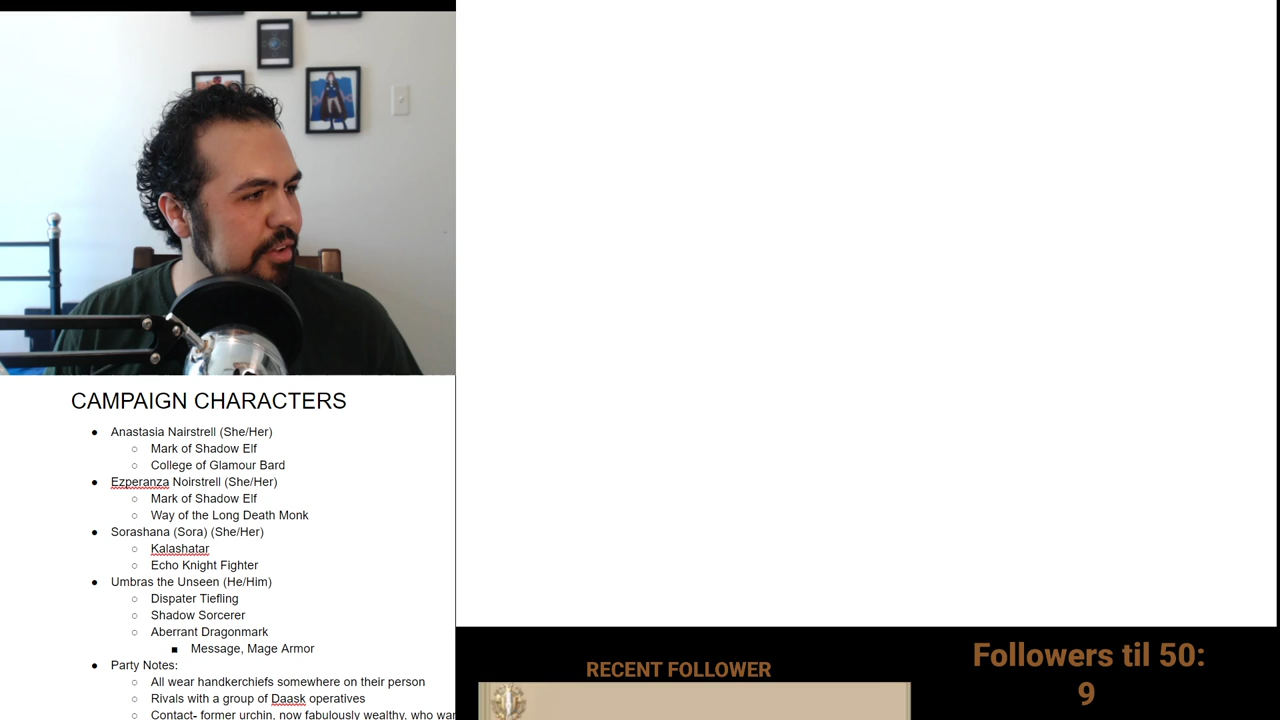 CAMPAIGN CHARACTERS
● Anastasia Nairstrell (She/Her)
○ Mark of Shadow Elf
○ College of Glamour Bard
● Ezperanza Noirstrell (She/Her)
○ Mark of Shadow Elf
○ Way of the Long Death Monk
● Sorashana (Sora) (She/Her)
○ Kalashatar
○ Echo Knight Fighter
● Umbras the Unseen (He/Him)
○ Dispater Tiefling
○ Shadow Sorcerer
○ Aberrant Dragonmark
■ Message, Mage Armor
● Party Notes:
○ All wear handkerchiefs somewhere on their person
○ Rivals with a group of Daask operatives
○ Contact- former urchin, now fabulously wealthy, who
RECENT FOLLOWER
Followers til 50:
9